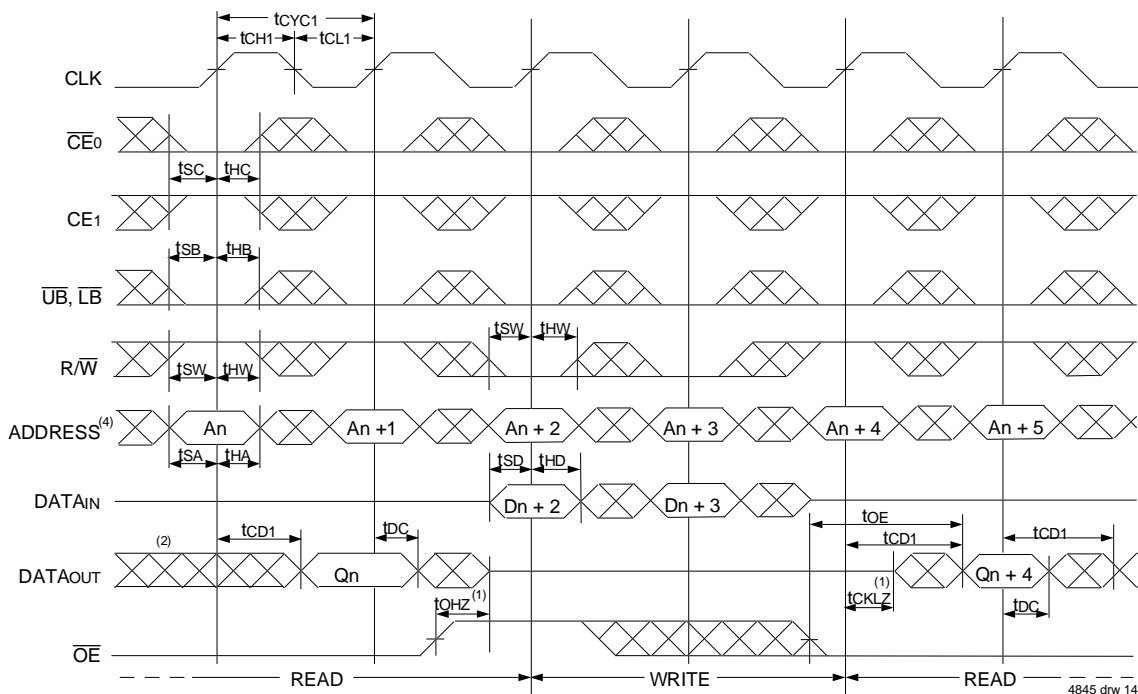 tCYC1
tCH1 tCL1
CLK
CE0
tSC tHC
CE1
tSB tHB
UB, LB
tSW tHW
R/W
tSW tHW
ADDRESS(4) An An +1 An + 2 An + 3 An + 4 An + 5
tSA tHA tSD tHD
DATAIN Dn + 2 Dn + 3
tOE
tCD1 tDC tCD1 tCD1
(2)
DATAOUT Qn Qn + 4
(1)
tOHZ(1) tCKLZ tDC
OE
READ WRITE READ
4845 drw 14